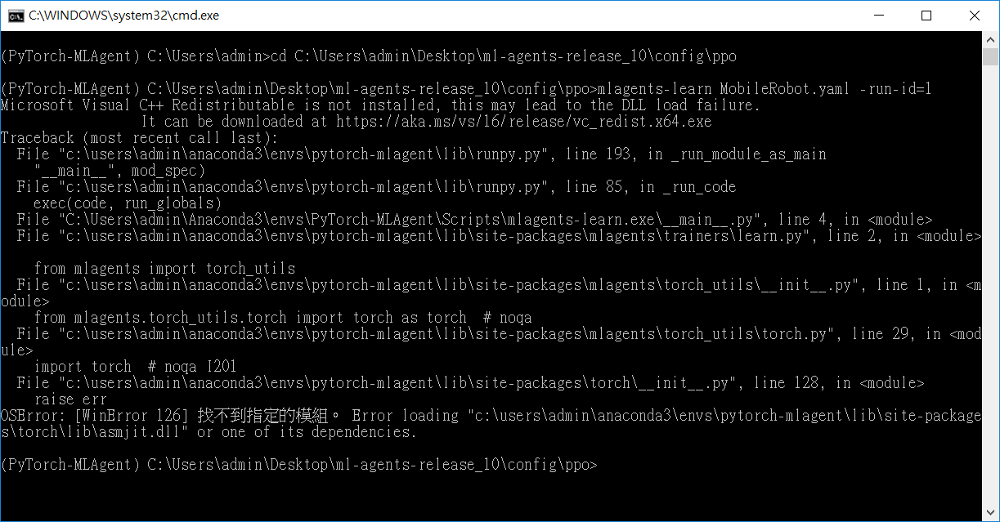 C:\WINDOWS\system32\cmd.exe
(PyTorch-MLAgent) C:\Users\admin>cd C:\Users\admin\Desktop\ml-agents-release_10\config\ppo
(PyTorch-MLAgent) C:\Users\admin\Desktop\ml-agents-release_10\config\ppo>mlagents-learn MobileRobot.yaml -run-id=1
Microsoft Visual C++ Redistributable is not installed, this may lead to the DLL load failure.
It can be downloaded at https://aka.ms/vs/16/release/vc_redist.x64.exe
Traceback (most recent call last):
File "c:\users\admin\anaconda3\envs\pytorch-mlagent\lib\runpy.py", line 193, in _run_module_as_main
"__main__", mod_spec)
File "c:\users\admin\anaconda3\envs\pytorch-mlagent\lib\runpy.py", line 85, in _run_code
exec(code, run_globals)
File "C:\Users\admin\Anaconda3\envs\PyTorch-MLAgent\Scripts\mlagents-learn.exe\__main__.py", line 4, in <module>
File "c:\users\admin\anaconda3\envs\pytorch-mlagent\lib\site-packages\mlagents\trainers\learn.py", line 2, in <module>
from mlagents import torch_utils
File "c:\users\admin\anaconda3\envs\pytorch-mlagent\lib\site-packages\mlagents\torch_utils\__init__.py", line 1, in <m
odule>
from mlagents.torch_utils.torch import torch as torch  # noqa
File "c:\users\admin\anaconda3\envs\pytorch-mlagent\lib\site-packages\mlagents\torch_utils\torch.py", line 29, in <mod
ule>
import torch  # noqa I201
File "c:\users\admin\anaconda3\envs\pytorch-mlagent\lib\site-packages\torch\__init__.py", line 128, in <module>
raise err
OSError: [WinError 126] 找不到指定的模組。 Error loading "c:\users\admin\anaconda3\envs\pytorch-mlagent\lib\site-package
s\torch\lib\asmjit.dll" or one of its dependencies.
(PyTorch-MLAgent) C:\Users\admin\Desktop\ml-agents-release_10\config\ppo>